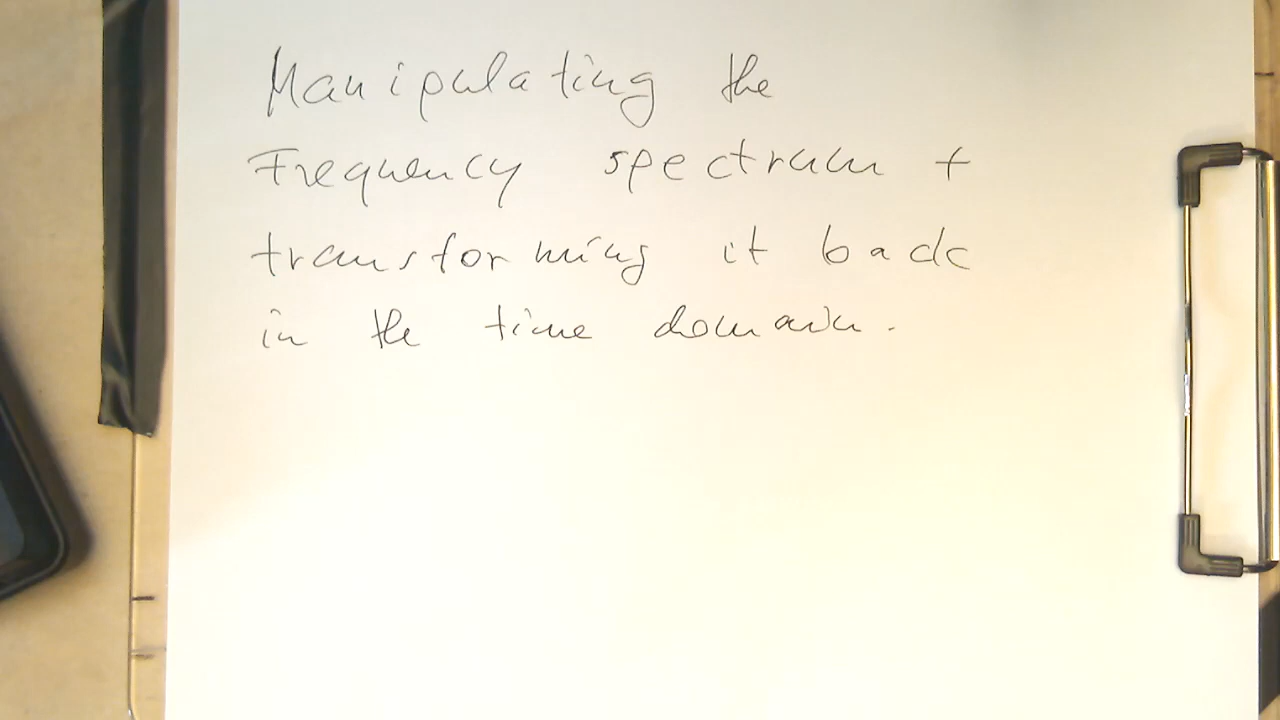 Manipulating the
Frequency spectrum +
transforming it back
in the time domain.